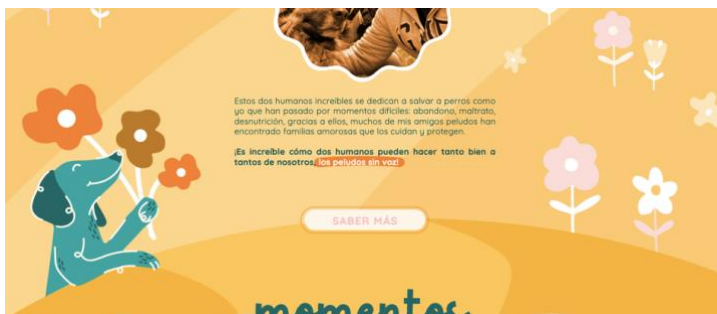 Estos dos humanos increíbles se dedican a salvar a perros como
yo que han pasado por momentos difíciles: abandono, maltrato,
desnutrición, gracias a ellos, muchos de mis amigos peludos han
encontrado familias amorosas que los cuidan y protegen.
¡Es increíble cómo dos humanos pueden hacer tanto bien a
tantos de nosotros, los peludos sin voz!
SABER MÁS
momentos